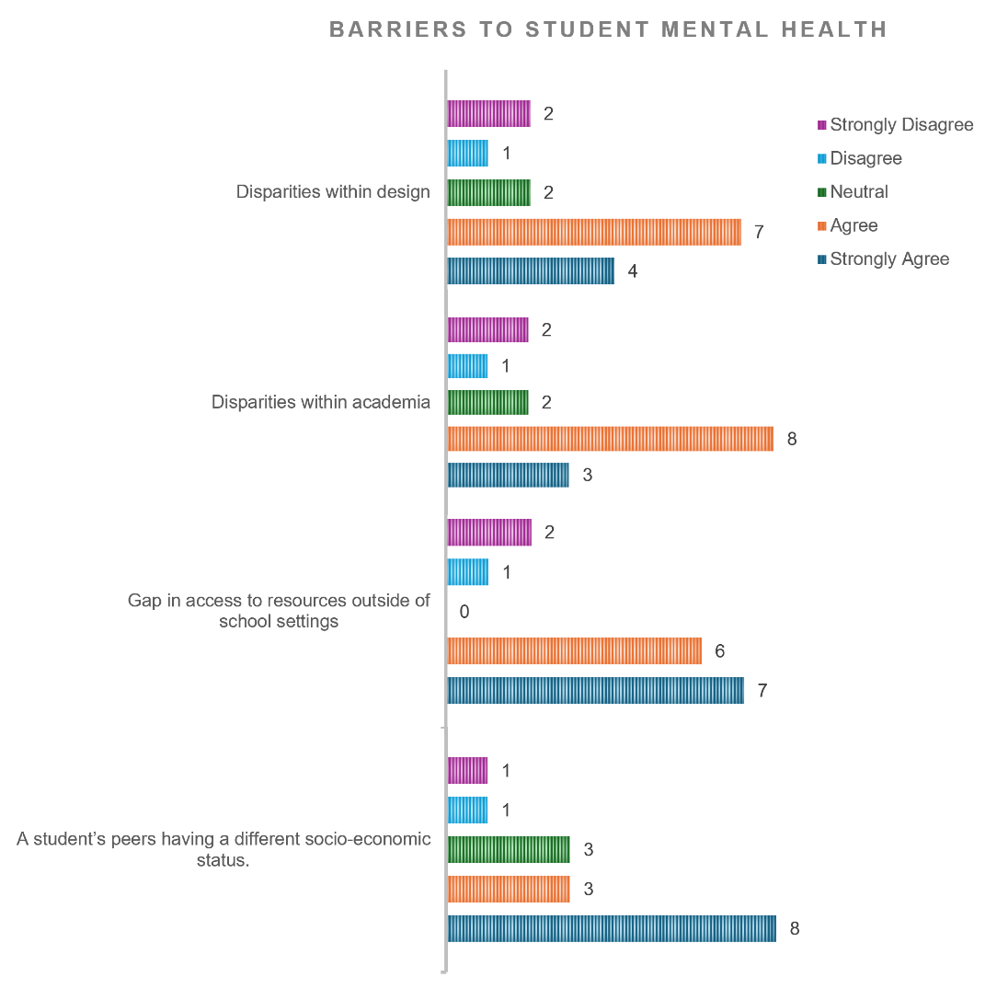 BARRIERS TO STUDENT MENTAL HEALTH
Strongly Disagree
Disagree
Neutral
Agree
Strongly Agree
Disparities within design
2
1
2
7
4
Disparities within academia
2
1
2
8
3
Gap in access to resources outside of
school settings
2
1
0
6
7
A student’s peers having a different socio-economic
status.
1
1
3
3
8